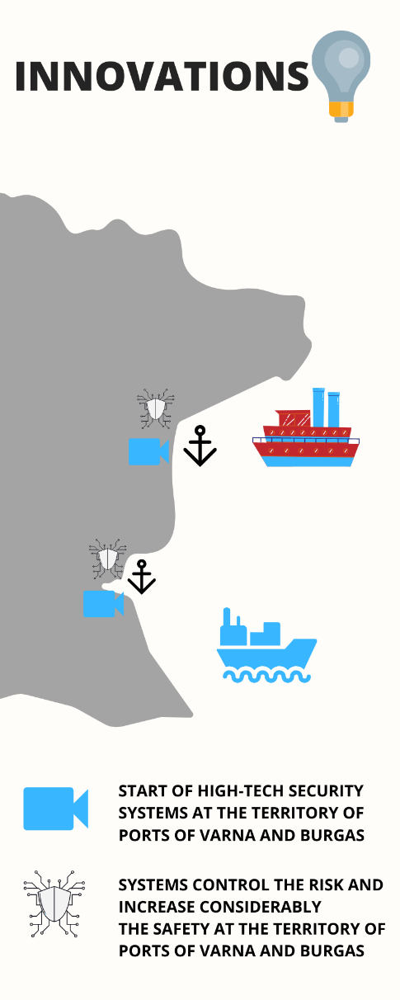 INNOVATIONS
START OF HIGH-TECH SECURITY
SYSTEMS AT THE TERRITORY OF
PORTS OF VARNA AND BURGAS
SYSTEMS CONTROL THE RISK AND
INCREASE CONSIDERABLY
THE SAFETY AT THE TERRITORY OF
PORTS OF VARNA AND BURGAS